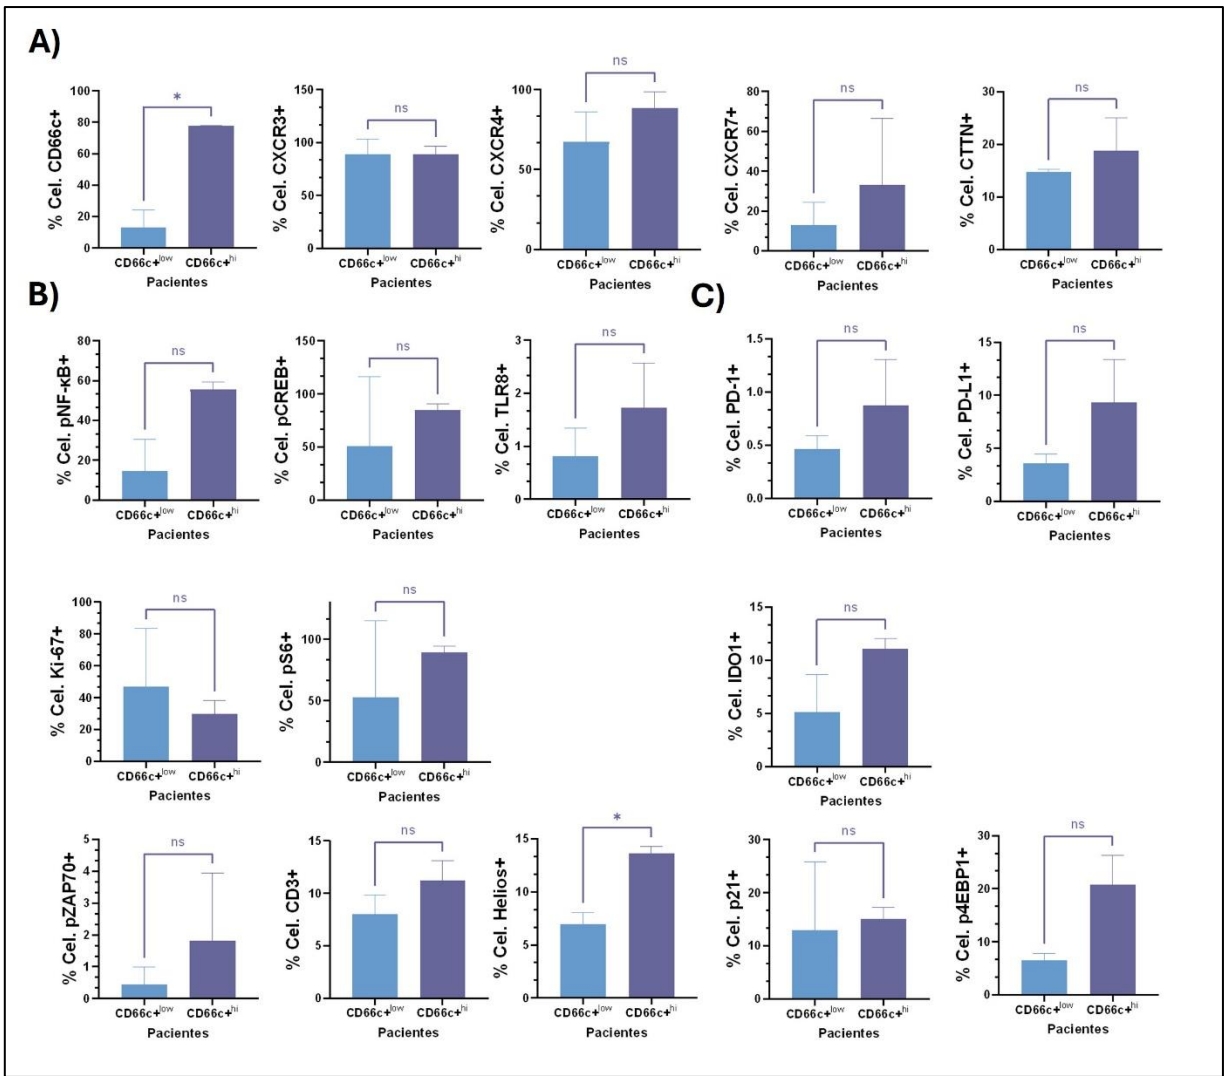 A)
% Cel. CD66c+
100
80
60
40
20
0
*
CD66c+low CD66c+hi
Pacientes
% Cel. CXCR3+
150
100
50
0
ns
CD66c+low CD66c+hi
Pacientes
% Cel. CXCR4+
100
50
0
ns
CD66c+low CD66c+hi
Pacientes
% Cel. CXCR7+
80
60
40
20
0
ns
CD66c+low CD66c+hi
Pacientes
% Cel. CTTN+
30
20
10
0
ns
CD66c+low CD66c+hi
Pacientes
B)
% Cel. pNF-κB+
80
60
40
20
0
ns
CD66c+low CD66c+hi
Pacientes
% Cel. pCREB+
150
100
50
0
ns
CD66c+low CD66c+hi
Pacientes
% Cel. TLR8+
3
2
1
0
ns
CD66c+low CD66c+hi
Pacientes
C)
% Cel. PD-1+
1.5
1.0
0.5
0.0
ns
CD66c+low CD66c+hi
Pacientes
% Cel. PD-L1+
15
10
5
0
ns
CD66c+low CD66c+hi
Pacientes
% Cel. Ki-67+
100
80
60
40
20
0
ns
CD66c+low CD66c+hi
Pacientes
% Cel. pS6+
100
50
0
ns
CD66c+low CD66c+hi
Pacientes
% Cel. IDO1+
15
10
5
0
ns
CD66c+low CD66c+hi
Pacientes
% Cel. pZAP70+
5
4
3
2
1
0
ns
CD66c+low CD66c+hi
Pacientes
% Cel. CD3+
15
10
5
0
ns
CD66c+low CD66c+hi
Pacientes
% Cel. Helios+
15
10
5
0
*
CD66c+low CD66c+hi
Pacientes
% Cel. p21+
30
20
10
0
ns
CD66c+low CD66c+hi
Pacientes
% Cel. p4EBP1+
30
20
10
0
ns
CD66c+low CD66c+hi
Pacientes